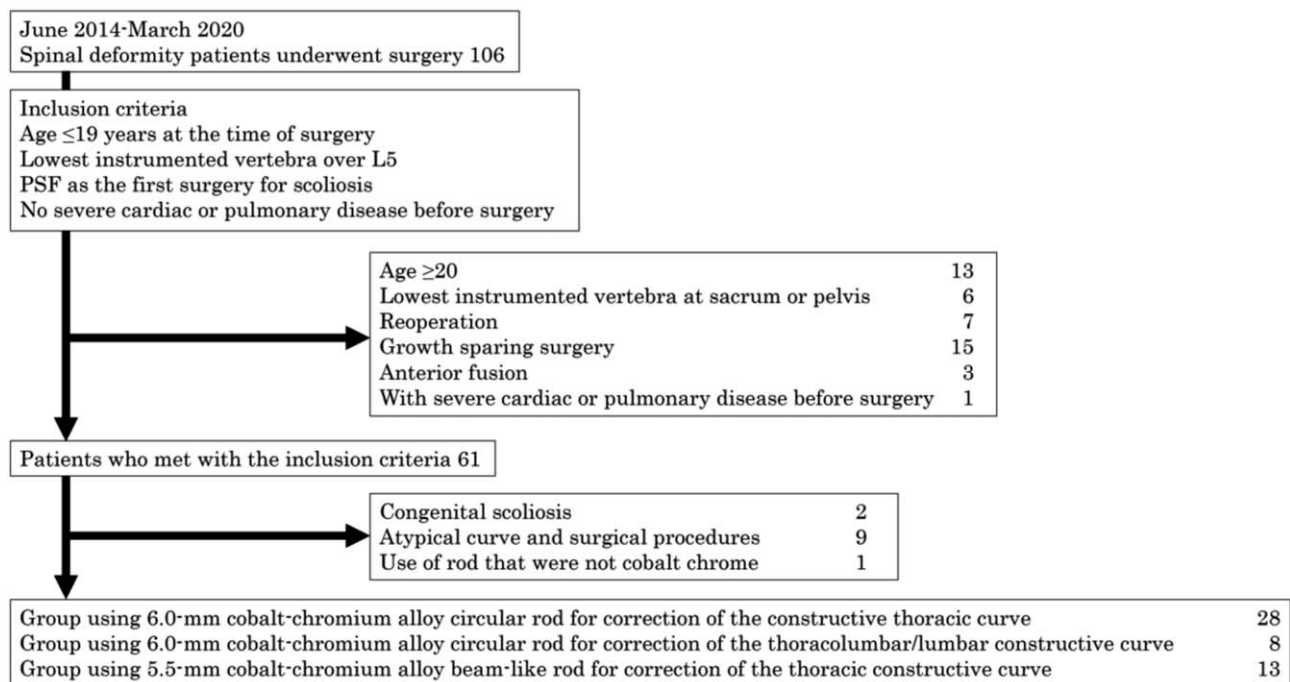 June 2014-March 2020
Spinal deformity patients underwent surgery 106
Inclusion criteria
Age ≤19 years at the time of surgery
Lowest instrumented vertebra over L5
PSF as the first surgery for scoliosis
No severe cardiac or pulmonary disease before surgery
Age ≥20 13
Lowest instrumented vertebra at sacrum or pelvis 6
Reoperation 7
Growth sparing surgery 15
Anterior fusion 3
With severe cardiac or pulmonary disease before surgery 1
Patients who met with the inclusion criteria 61
Congenital scoliosis 2
Atypical curve and surgical procedures 9
Use of rod that were not cobalt chrome 1
Group using 6.0-mm cobalt-chromium alloy circular rod for correction of the constructive thoracic curve 28
Group using 6.0-mm cobalt-chromium alloy circular rod for correction of the thoracolumbar/lumbar constructive curve 8
Group using 5.5-mm cobalt-chromium alloy beam-like rod for correction of the thoracic constructive curve 13